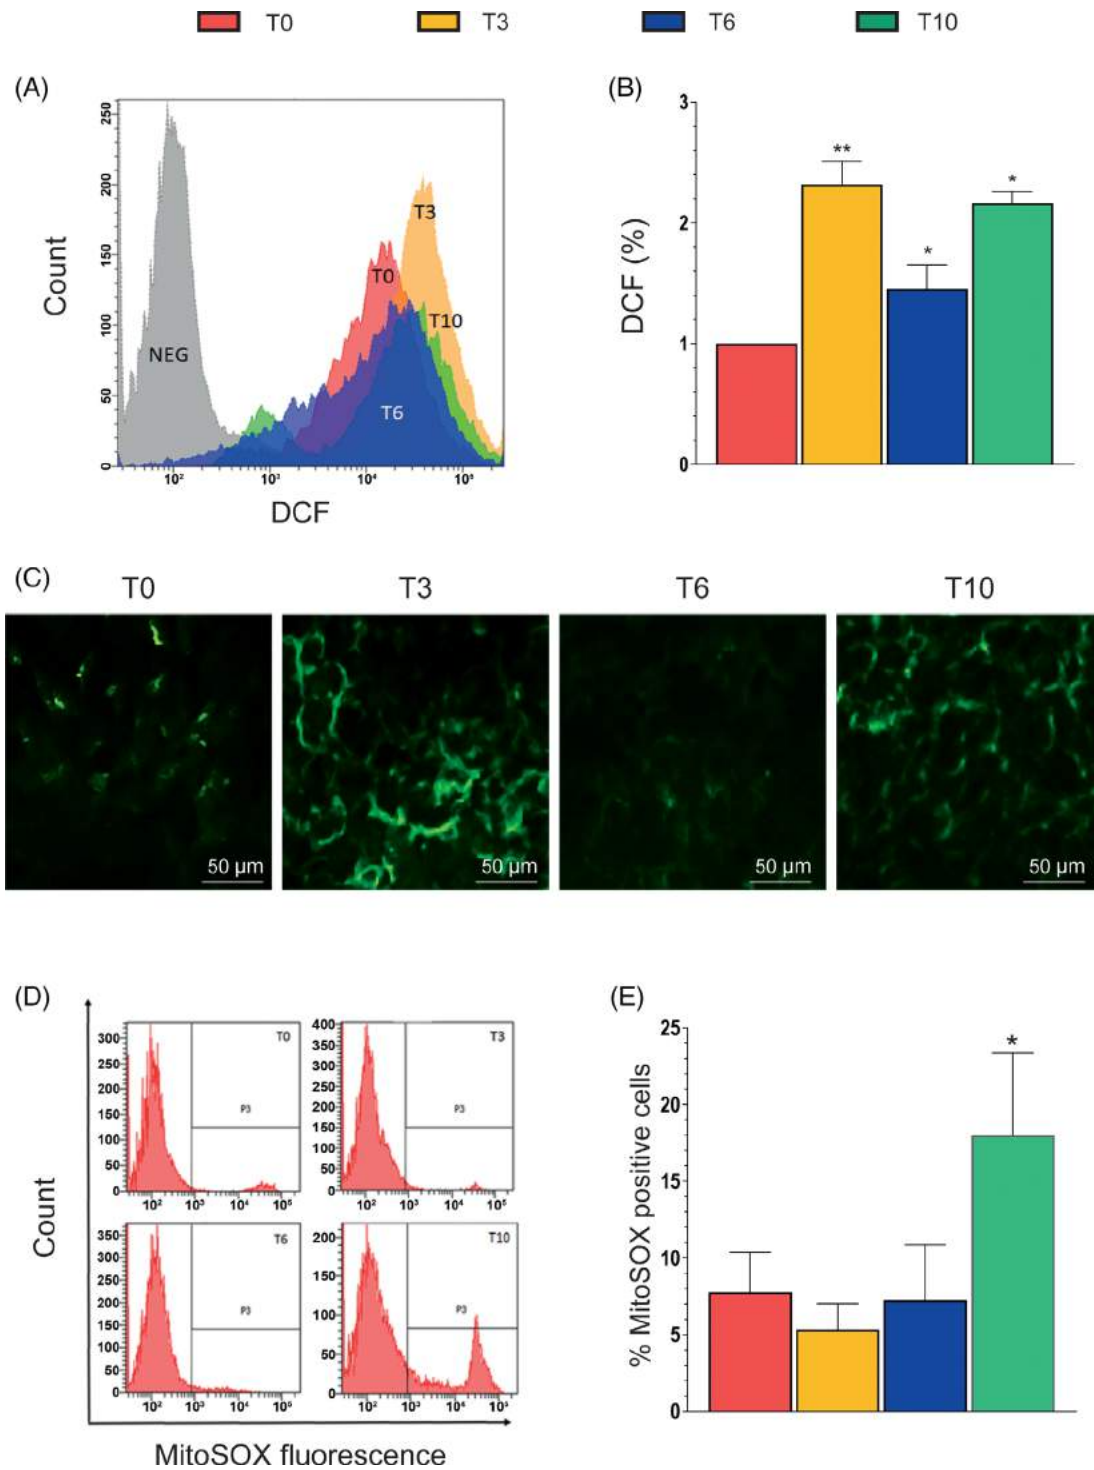 T0 T3 T6 T10
(A)
Count
250
200
150
100
50
0
NEG
T0
T3
T10
T6
10² 10³ 10⁴ 10⁵
DCF
(B)
DCF (%)
3
2
1
0
**
*
*
(C)
T0 T3 T6 T10
50 µm 50 µm 50 µm 50 µm
(D)
Count
300
250
200
150
100
50
0
T0
P3
10² 10³ 10⁴ 10⁵
400
350
300
250
200
150
100
50
0
T3
P3
10² 10³ 10⁴ 10⁵
350
300
250
200
150
100
50
0
T6
P3
10² 10³ 10⁴ 10⁵
200
150
100
50
0
T10
P3
10² 10³ 10⁴ 10⁵
MitoSOX fluorescence
(E)
% MitoSOX positive cells
25
20
15
10
5
0
*